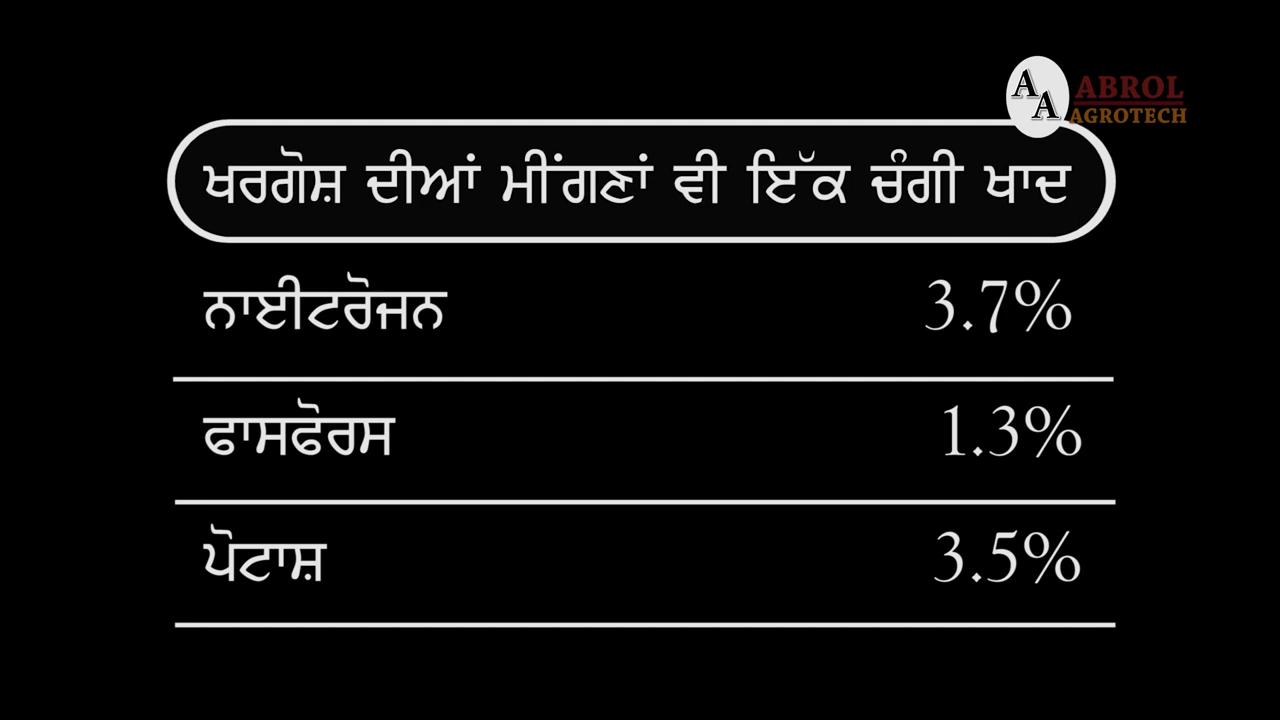 AA ABROL
AGROTECH
ਖਰਗੋਸ਼ ਦੀਆਂ ਮੀਂਗਣਾਂ ਵੀ ਇੱਕ ਚੰਗੀ ਖਾਦ
ਨਾਈਟਰੋਜਨ 3.7%
ਫਾਸਫੋਰਸ 1.3%
ਪੋਟਾਸ਼ 3.5%